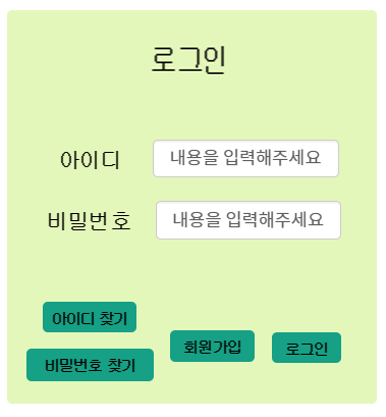 로그인
아이디 내용을 입력해주세요
비밀번호 내용을 입력해주세요
아이디 찾기
회원가입 로그인
비밀번호 찾기